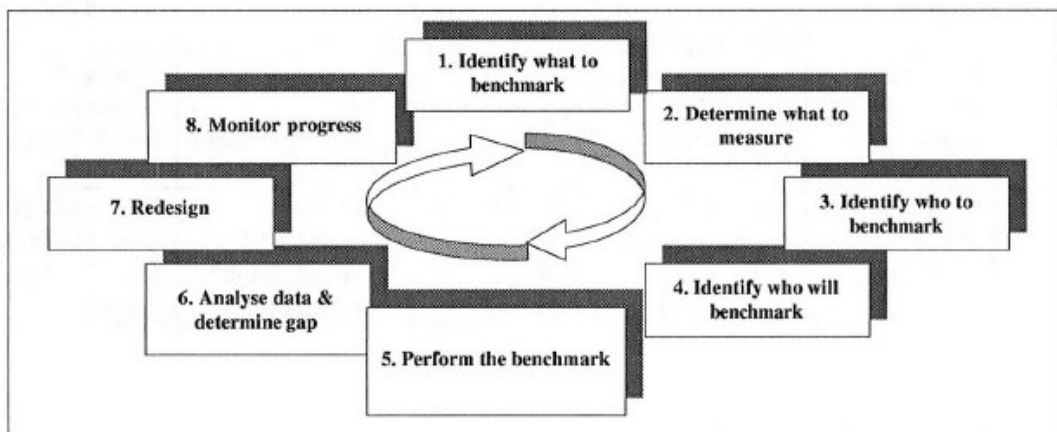 1. Identify what to
benchmark
2. Determine what to
measure
3. Identify who to
benchmark
4. Identify who will
benchmark
5. Perform the benchmark
6. Analyse data &
determine gap
7. Redesign
8. Monitor progress